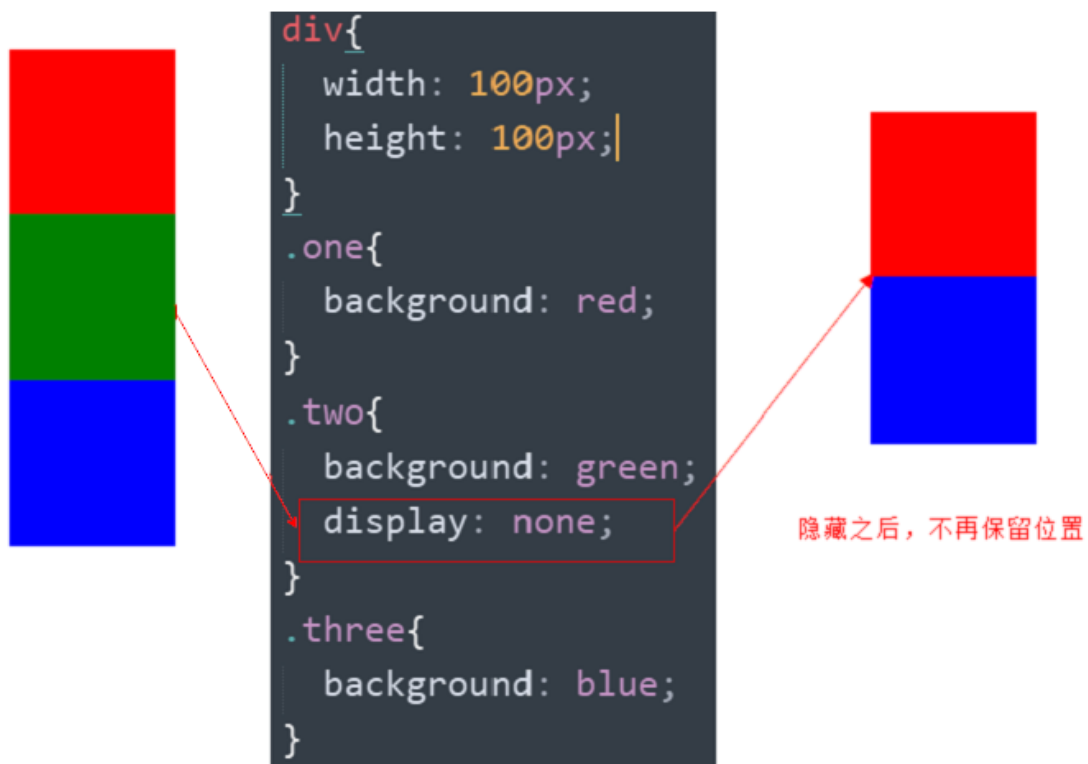 div{
width: 100px;
height: 100px;
}
.one{
background: red;
}
.two{
background: green;
display: none;
}
.three{
background: blue;
}
隐藏之后，不再保留位置